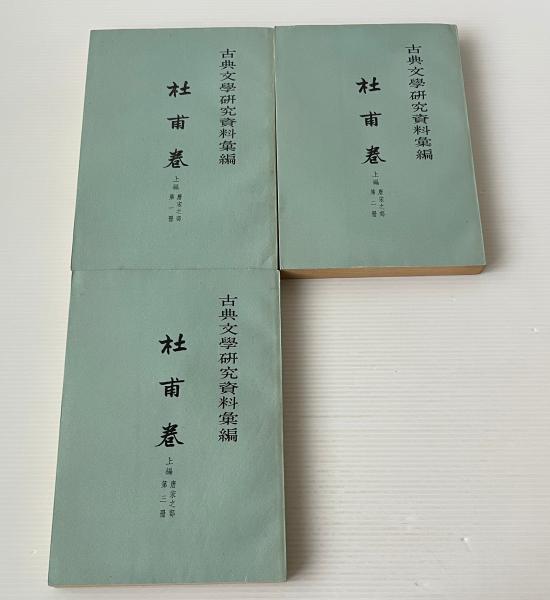 古典文學研究資料彙編
杜甫卷
上編
唐宋之部
第一册
古典文學研究資料彙編
杜甫卷
上編
唐宋之部
第二册
古典文學研究資料彙編
杜甫卷
上編
唐宋之部
第三册